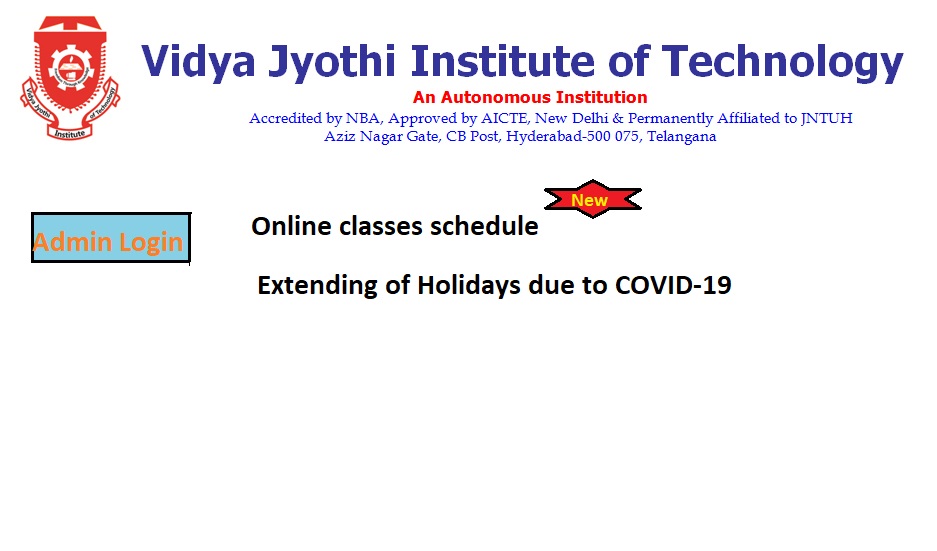 Vidya Jyothi Institute of Technology
An Autonomous Institution
Accredited by NBA, Approved by AICTE, New Delhi & Permanently Affiliated to JNTUH
Aziz Nagar Gate, CB Post, Hyderabad-500 075, Telangana
Vidya Jyothi
Institute
of Technology
New
Online classes schedule
Admin Login
Extending of Holidays due to COVID-19